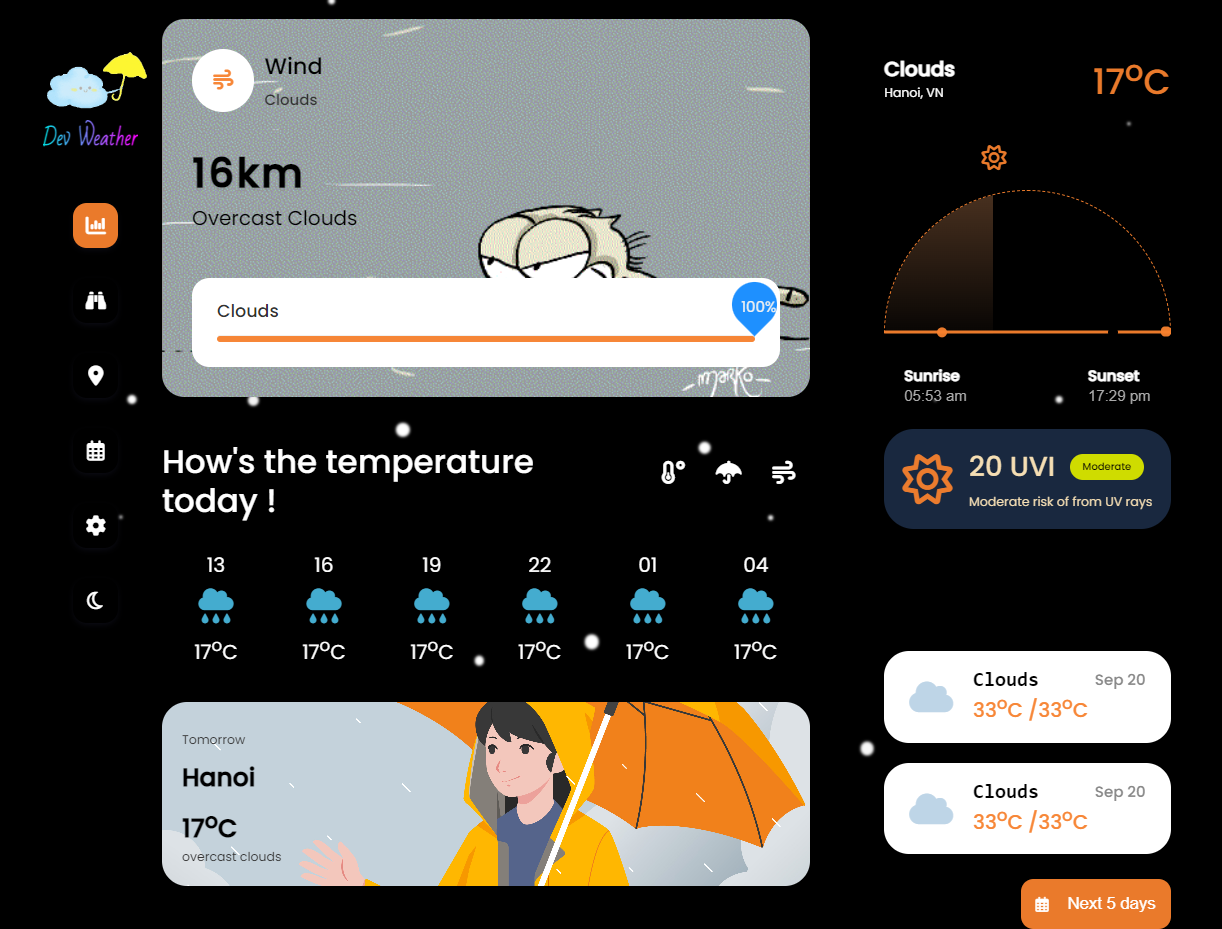 Dev Weather
Wind
Clouds
16km
Overcast Clouds
Clouds
100%
How's the temperature
today !
13 16 19 22 01 04
17°C 17°C 17°C 17°C 17°C 17°C
Tomorrow
Hanoi
17°C
overcast clouds
Clouds
Hanoi, VN
17°C
Sunrise
05:53 am
Sunset
17:29 pm
20 UVI
Moderate
Moderate risk of from UV rays
Clouds Sep 20
33°C /33°C
Clouds Sep 20
33°C /33°C
Next 5 days